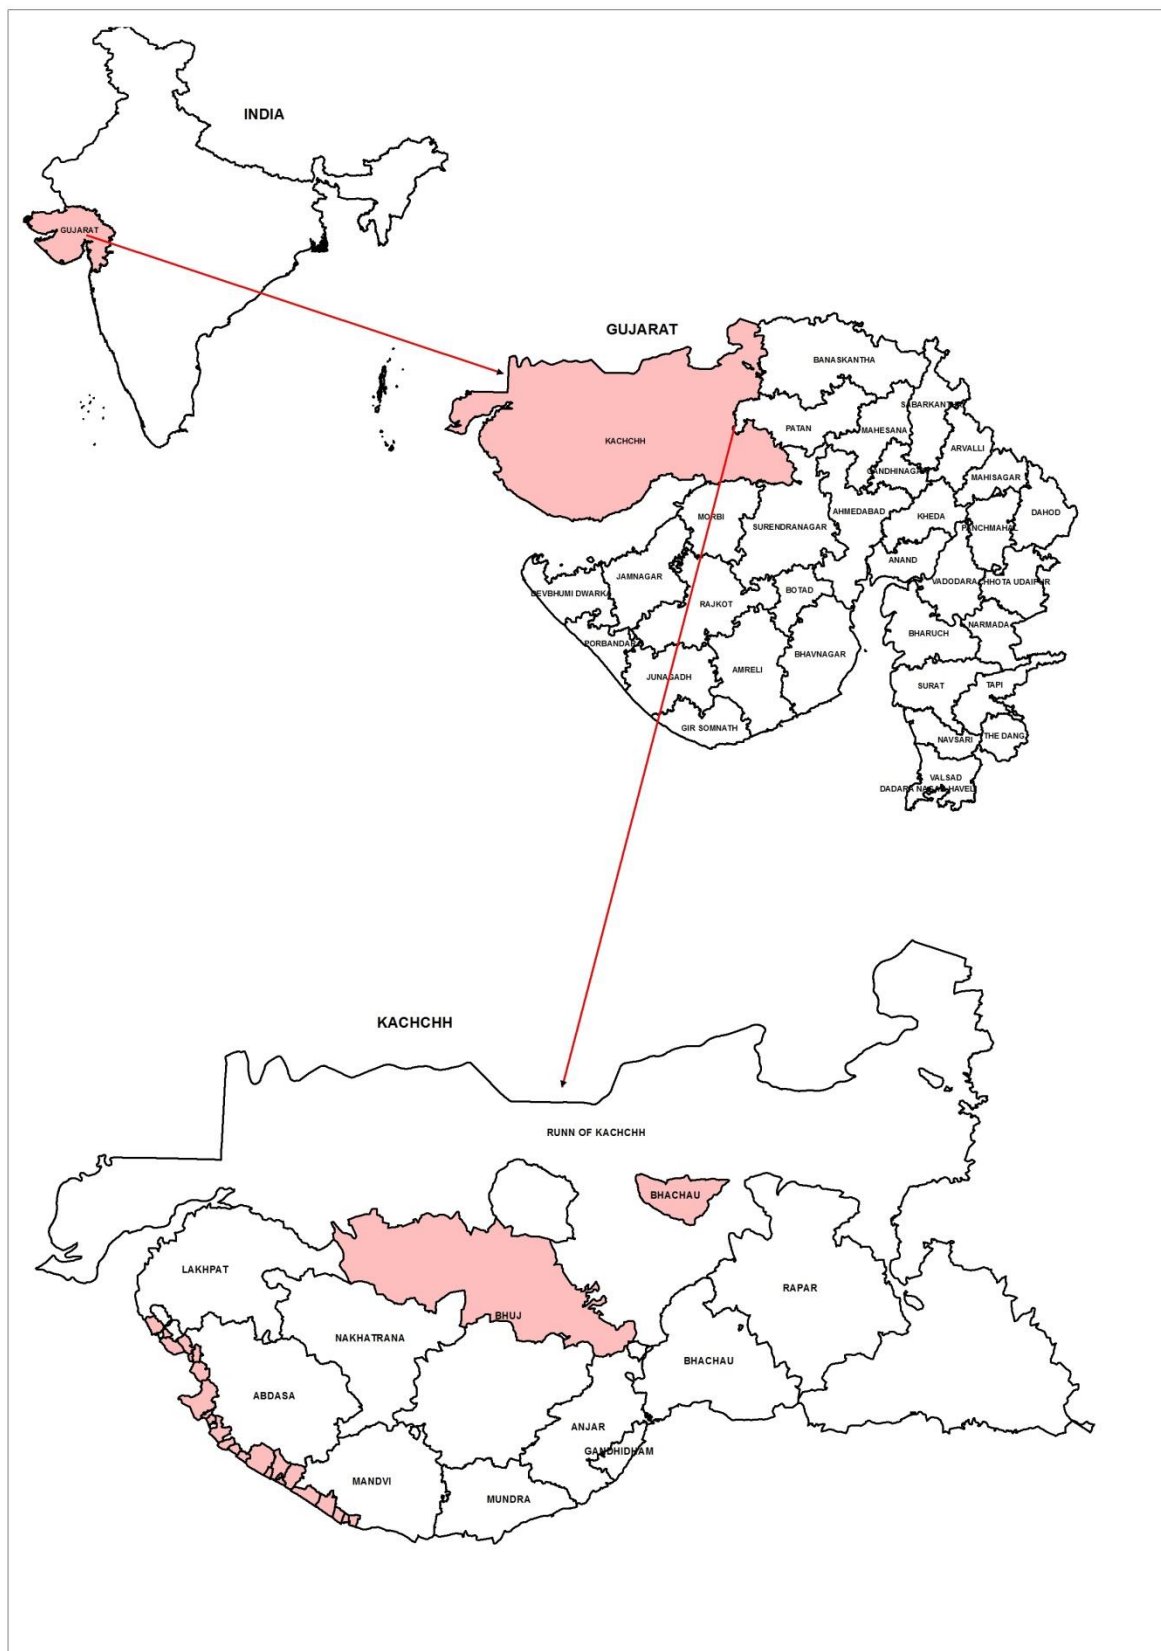 INDIA
GUJARAT
GUJARAT
BANASKANTHA
SABARKANTHA
PATAN
MAHESANA
KACHCHH
ARVALLI
GANDHINAGAR
MAHISAGAR
AHMEDABAD
DAHOD
MORBI
KHEDA
SURENDRANAGAR
PANCHMAHAL
ANAND
JAMNAGAR
VADODARA
CHHOTA UDAIPUR
DEVBHUMI DWARKA
BOTAD
RAJKOT
NARMADA
BHARUCH
PORBANDAR
BHAVNAGAR
AMRELI
JUNAGADH
SURAT
TAPI
GIR SOMNATH
THE DANG
NAVSARI
VALSAD
DADARA NAGAR HAVELI
KACHCHH
RUNN OF KACHCHH
BHACHAU
LAKHPAT
RAPAR
BHUJ
NAKHATRANA
BHACHAU
ABDASA
ANJAR
GANDHIDHAM
MANDVI
MUNDRA